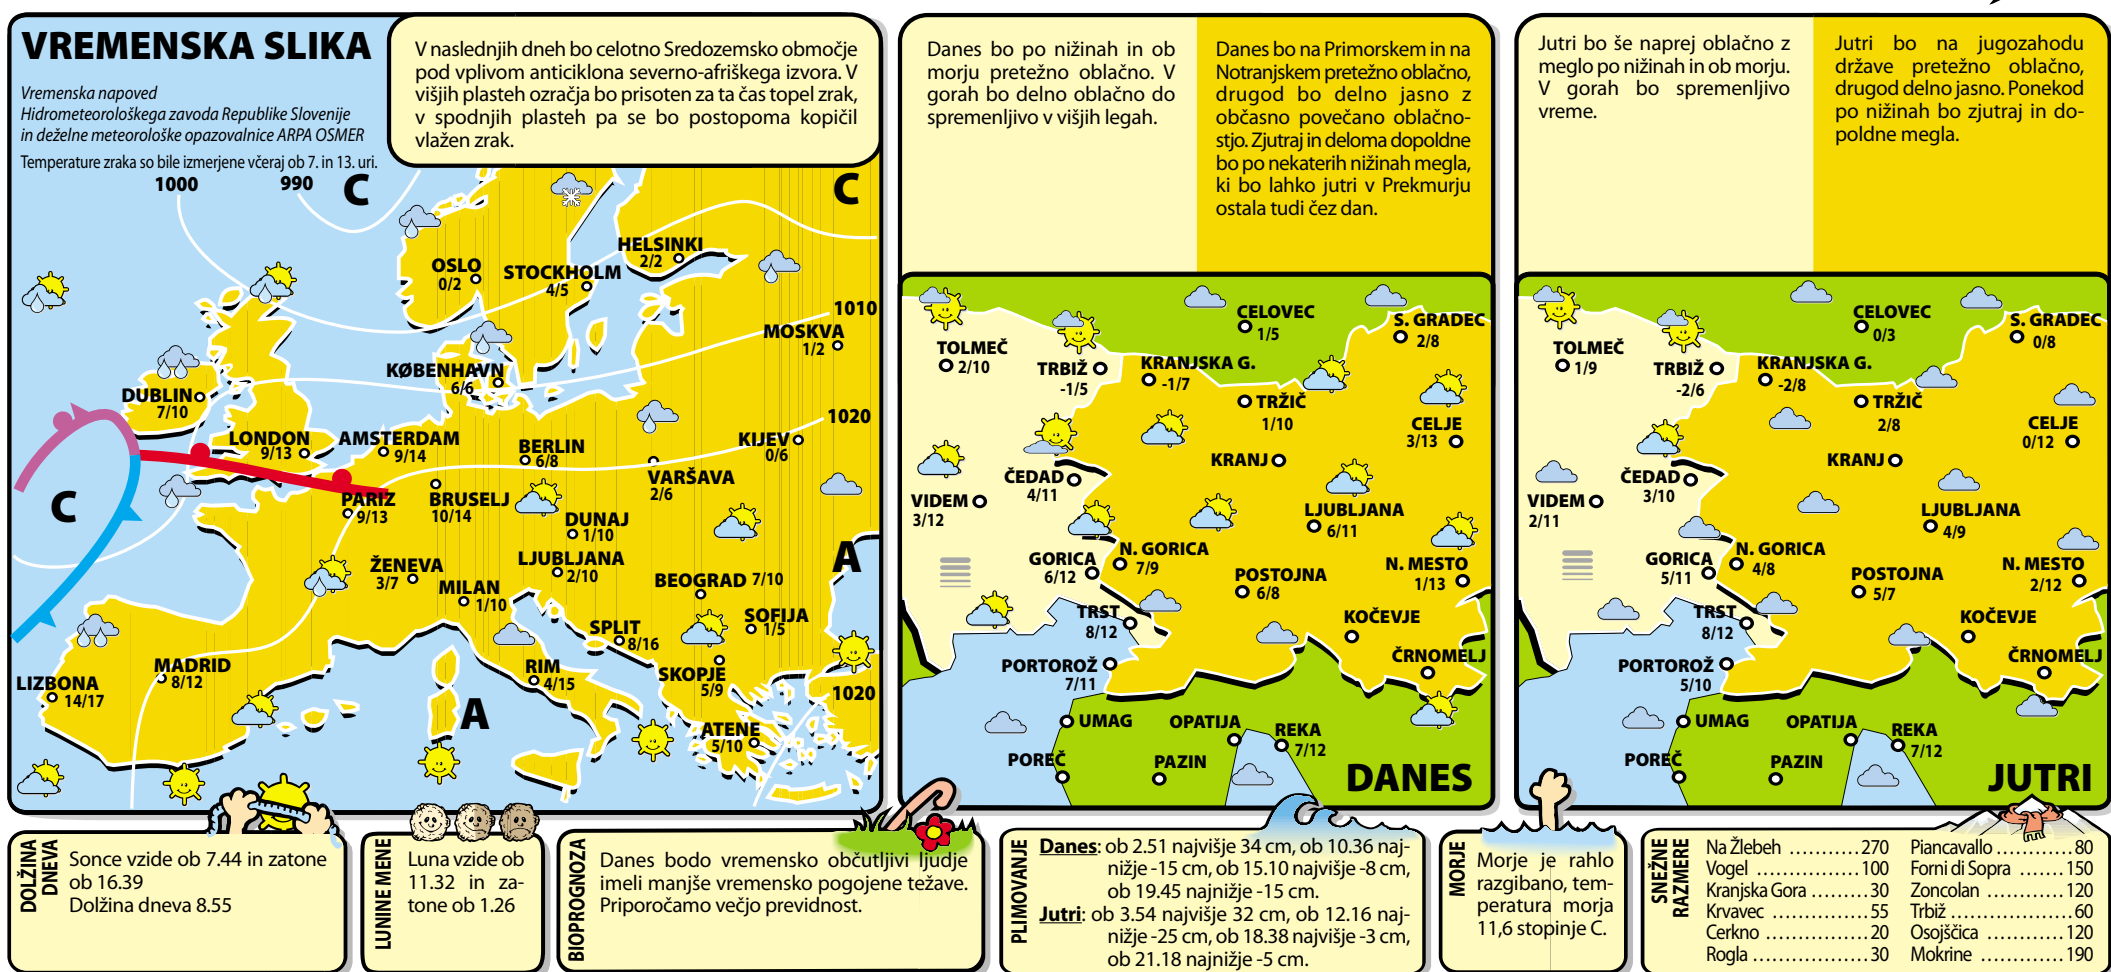 VREMENSKA SLIKA
Vremenska napoved
Hidrometeorološkega zavoda Republike Slovenije
in deželne meteorološke opazovalnice ARPA OSMER
Temperature zraka so bile izmerjene včeraj ob 7. in 13. uri.
V naslednjih dneh bo celotno Sredozemsko območje
pod vplivom anticiklona severno-afriškega izvora. V
višjih plasteh ozračja bo prisoten za ta čas topel zrak,
v spodnjih plasteh pa se bo postopoma kopičil
vlažen zrak.
1000
990
C
C
HELSINKI
2/2
OSLO
0/2
STOCKHOLM
4/5
1010
MOSKVA
1/2
KØBENHAVN
6/6
DUBLIN
7/10
1020
LONDON
9/13
AMSTERDAM
9/14
BERLIN
6/8
KIJEV
0/6
VARŠAVA
2/6
C
PARIZ
9/13
BRUSELJ
10/14
DUNAJ
1/10
A
ŽENEVA
3/7
LJUBLJANA
2/10
MILAN
1/10
BEOGRAD 7/10
SOFIJA
1/5
SPLIT
8/16
MADRID
8/12
RIM
4/15
SKOPJE
5/9
LIZBONA
14/17
1020
A
ATENE
5/10
Danes bo po nižinah in ob
morju pretežno oblačno. V
gorah bo delno oblačno do
spremenljivo v višjih legah.
Danes bo na Primorskem in na
Notranjskem pretežno oblačno,
drugod bo delno jasno z
občasno povečano oblačno-
stjo. Zjutraj in deloma dopoldne
bo po nekaterih nižinah megla,
ki bo lahko jutri v Prekmurju
ostala tudi čez dan.
CELOVEC
1/5
S. GRADEC
2/8
TOLMEČ
2/10
TRBIŽ
-1/5
KRANJSKA G.
-1/7
TRŽIČ
1/10
CELJE
3/13
KRANJ
ČEDAD
4/11
VIDEM
3/12
LJUBLJANA
6/11
GORICA
6/12
N. GORICA
7/9
POSTOJNA
6/8
N. MESTO
1/13
TRST
8/12
KOČEVJE
PORTOROŽ
7/11
ČRNOMELJ
UMAG
OPATIJA
REKA
7/12
POREČ
PAZIN
DANES
Jutri bo še naprej oblačno z
meglo po nižinah in ob morju.
V gorah bo spremenljivo
vreme.
Jutri bo na jugozahodu
države pretežno oblačno,
drugod delno jasno. Ponekod
po nižinah bo zjutraj in do-
poldne megla.
CELOVEC
0/3
S. GRADEC
0/8
TOLMEČ
1/9
TRBIŽ
-2/6
KRANJSKA G.
-2/8
TRŽIČ
2/8
CELJE
0/12
KRANJ
ČEDAD
3/10
VIDEM
2/11
LJUBLJANA
4/9
GORICA
5/11
N. GORICA
4/8
POSTOJNA
5/7
N. MESTO
2/12
TRST
8/12
KOČEVJE
PORTOROŽ
5/10
ČRNOMELJ
UMAG
OPATIJA
REKA
7/12
POREČ
PAZIN
JUTRI
DOLŽINA
DNEVA
Sonce vzide ob 7.44 in zatone
ob 16.39
Dolžina dneva 8.55
LUNINE MENE
Luna vzide ob
11.32 in za-
tone ob 1.26
BIOPROGNOZA
Danes bodo vremensko občutljivi ljudje
imeli manjše vremensko pogojene težave.
Priporočamo večjo previdnost.
PLIMOVANJE
Danes: ob 2.51 najvišje 34 cm, ob 10.36 naj-
nižje -15 cm, ob 15.10 najvišje -8 cm,
ob 19.45 najnižje -15 cm.
Jutri: ob 3.54 najvišje 32 cm, ob 12.16 naj-
nižje -25 cm, ob 18.38 najvišje -3 cm,
ob 21.18 najnižje -5 cm.
MORJE
Morje je rahlo
razgibano, tem-
peratura morja
11,6 stopinje C.
SNEŽNE
RAZMERE
Na Žlebeh ...........270
Vogel ................100
Kranjska Gora ........30
Krvavec ..............55
Cerkno ...............20
Rogla .................30
Piancavallo ............80
Forni di Sopra .......150
Zoncolan ............120
Trbiž ..................60
Osojščica ...........120
Mokrine .............190